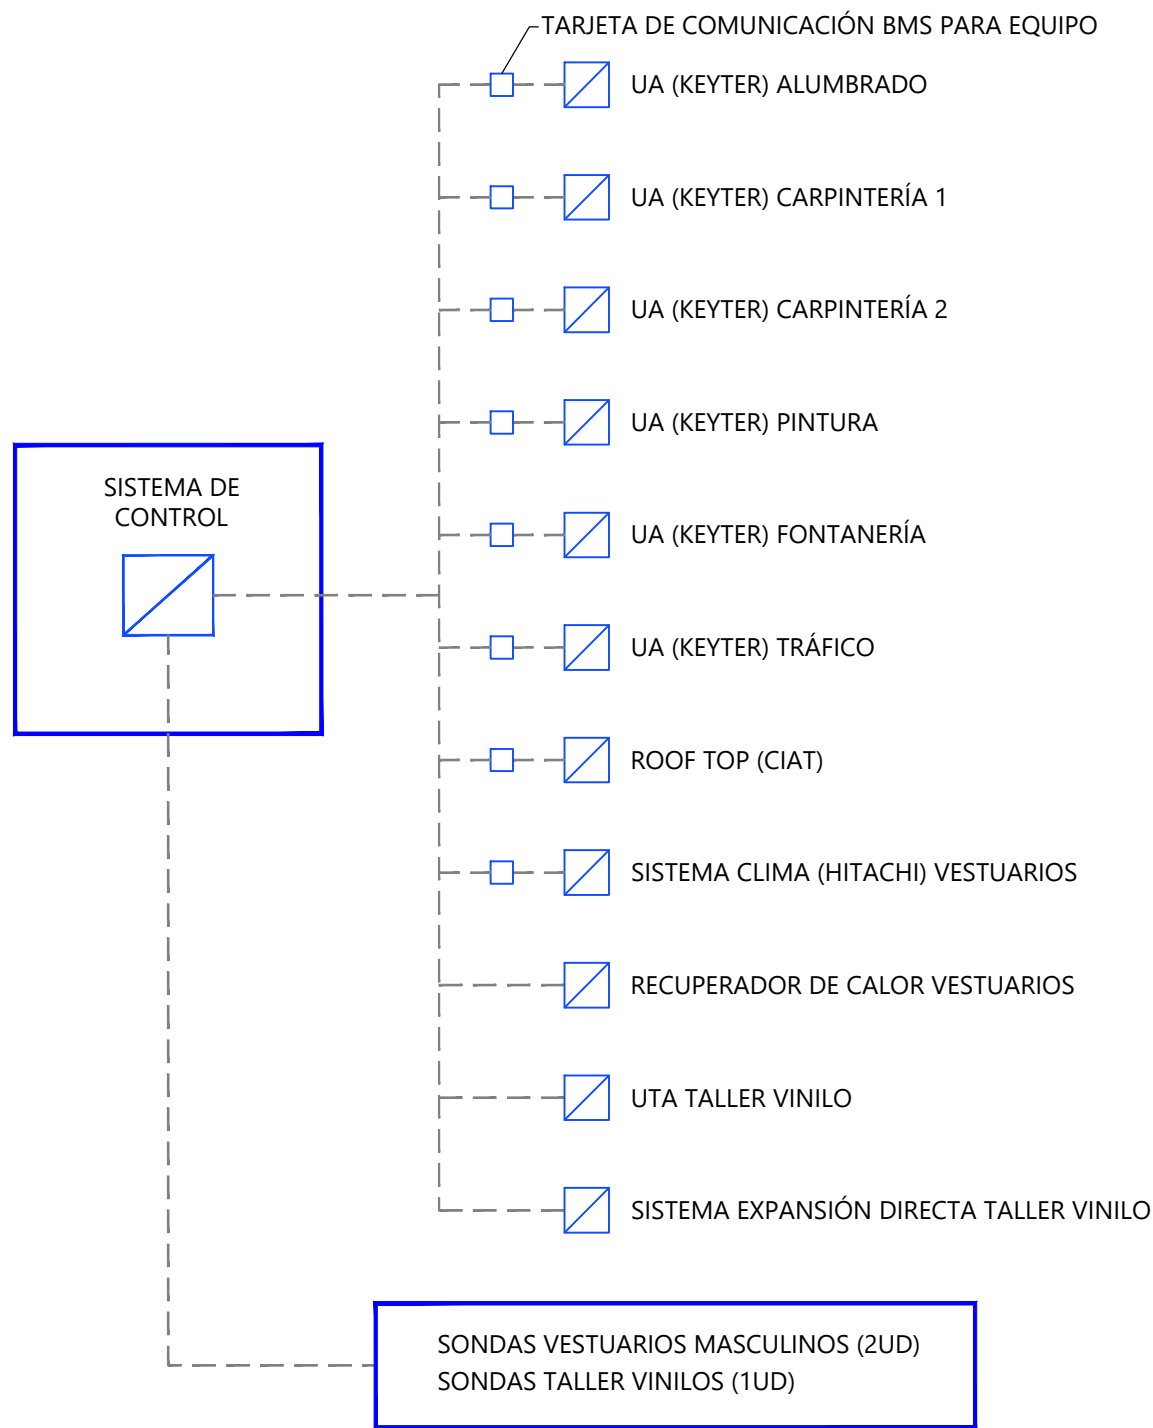 TARJETA DE COMUNICACIÓN BMS PARA EQUIPO
UA (KEYTER) ALUMBRADO
UA (KEYTER) CARPINTERÍA 1
UA (KEYTER) CARPINTERÍA 2
UA (KEYTER) PINTURA
SISTEMA DE
CONTROL
UA (KEYTER) FONTANERÍA
UA (KEYTER) TRÁFICO
ROOF TOP (CIAT)
SISTEMA CLIMA (HITACHI) VESTUARIOS
RECUPERADOR DE CALOR VESTUARIOS
UTA TALLER VINILO
SISTEMA EXPANSIÓN DIRECTA TALLER VINILO
SONDAS VESTUARIOS MASCULINOS (2UD)
SONDAS TALLER VINILOS (1UD)